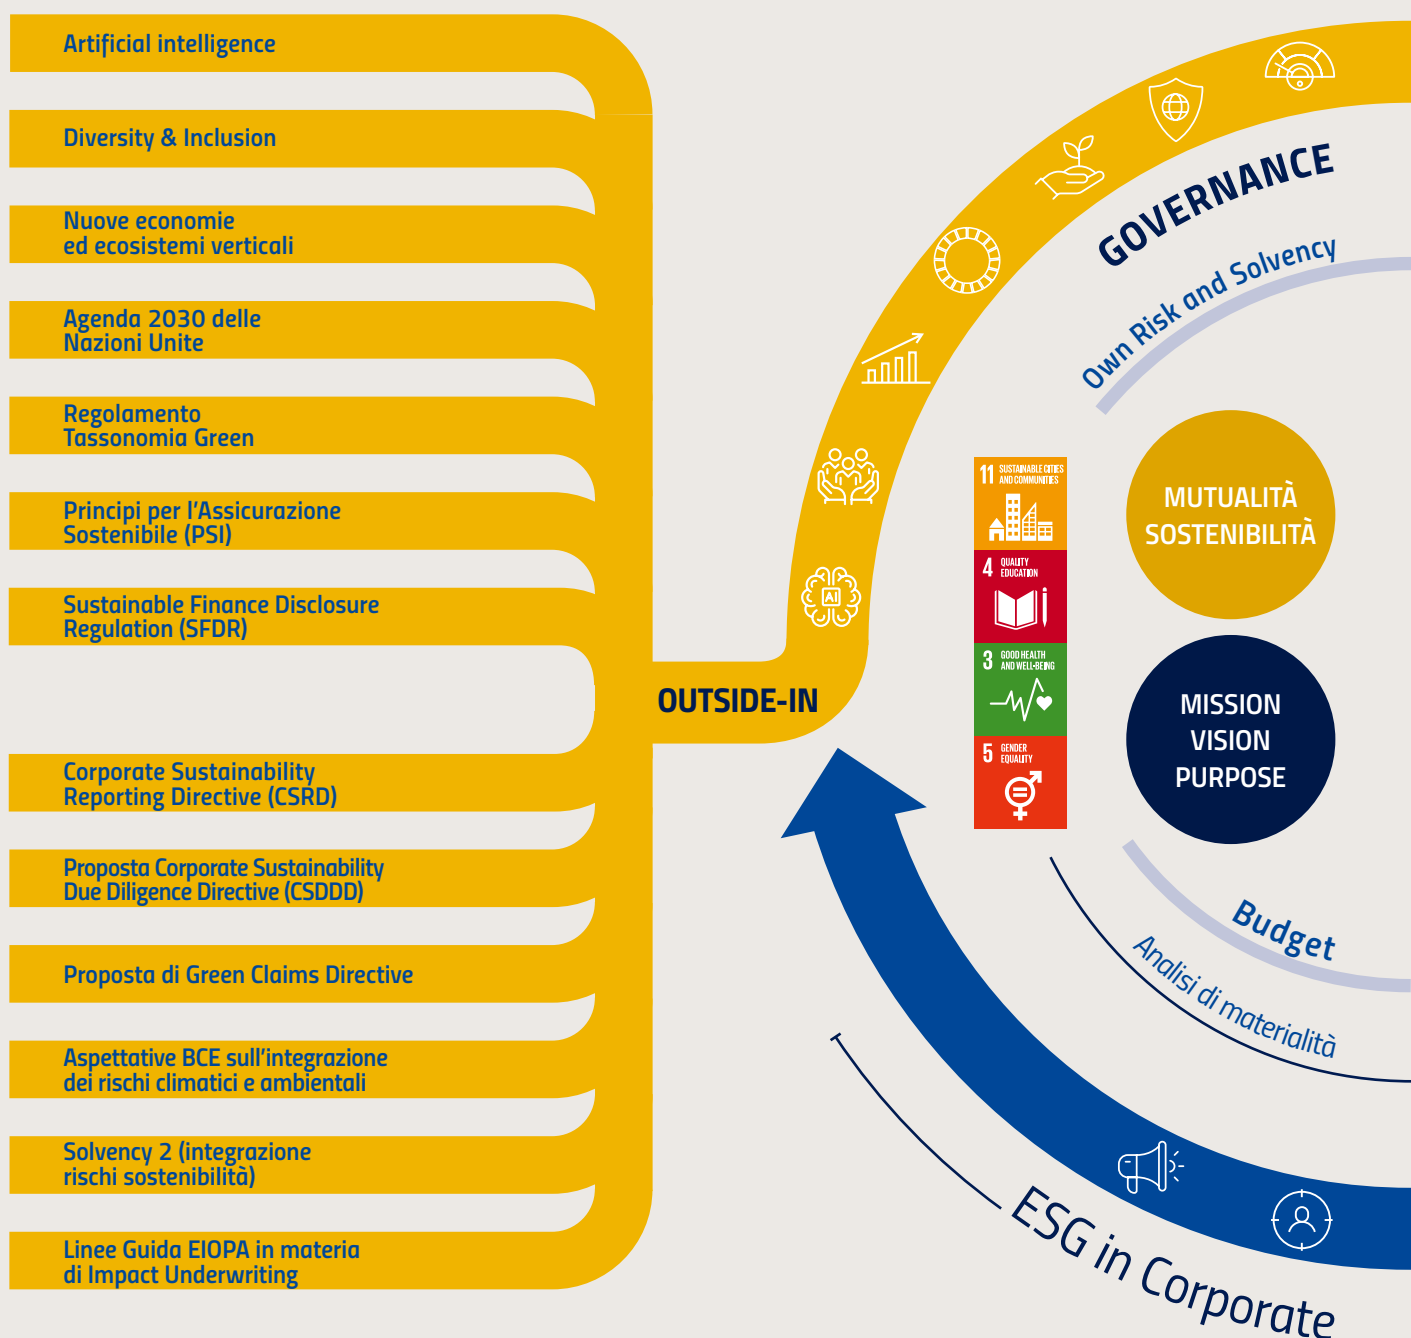 Artificial intelligence
Diversity & Inclusion
Nuove economie
ed ecosistemi verticali
Agenda 2030 delle
Nazioni Unite
Regolamento
Tassonomia Green
Principi per l'Assicurazione
Sostenibile (PSI)
Sustainable Finance Disclosure
Regulation (SFDR)
Corporate Sustainability
Reporting Directive (CSRD)
Proposta Corporate Sustainability
Due Diligence Directive (CSDDD)
Proposta di Green Claims Directive
Aspettative BCE sull'integrazione
dei rischi climatici e ambientali
Solvency 2 (integrazione
rischi sostenibilità)
Linee Guida EIOPA in materia
di Impact Underwriting
OUTSIDE-IN
AI
GOVERNANCE
Own Risk and Solvency
11 SUSTAINABLE CITIES
AND COMMUNITIES
4 QUALITY
EDUCATION
3 GOOD HEALTH
AND WELL-BEING
5 GENDER
EQUALITY
MUTUALITÀ
SOSTENIBILITÀ
MISSION
VISION
PURPOSE
Budget
Analisi di materialità
ESG in Corporate